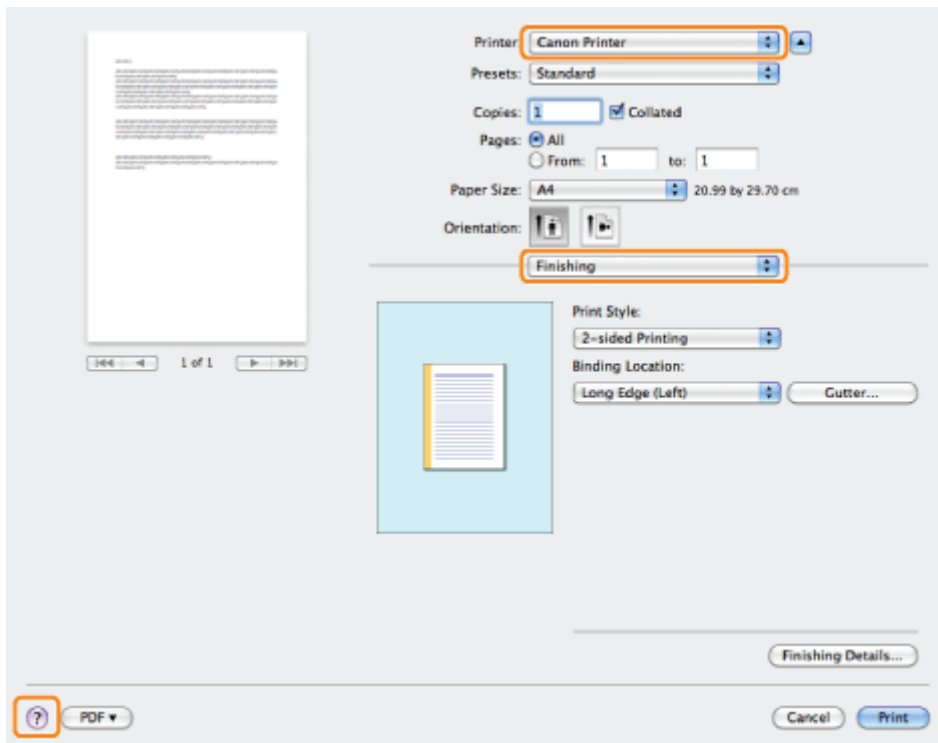 Printer: Canon Printer
Presets: Standard
Copies: 1 Collated
Pages: All
From: 1 to: 1
Paper Size: A4 20.99 by 29.70 cm
Orientation:
Finishing
Print Style:
2-sided Printing
Binding Location:
Long Edge (Left) Gutter...
1 of 1
Finishing Details...
? PDF Cancel Print